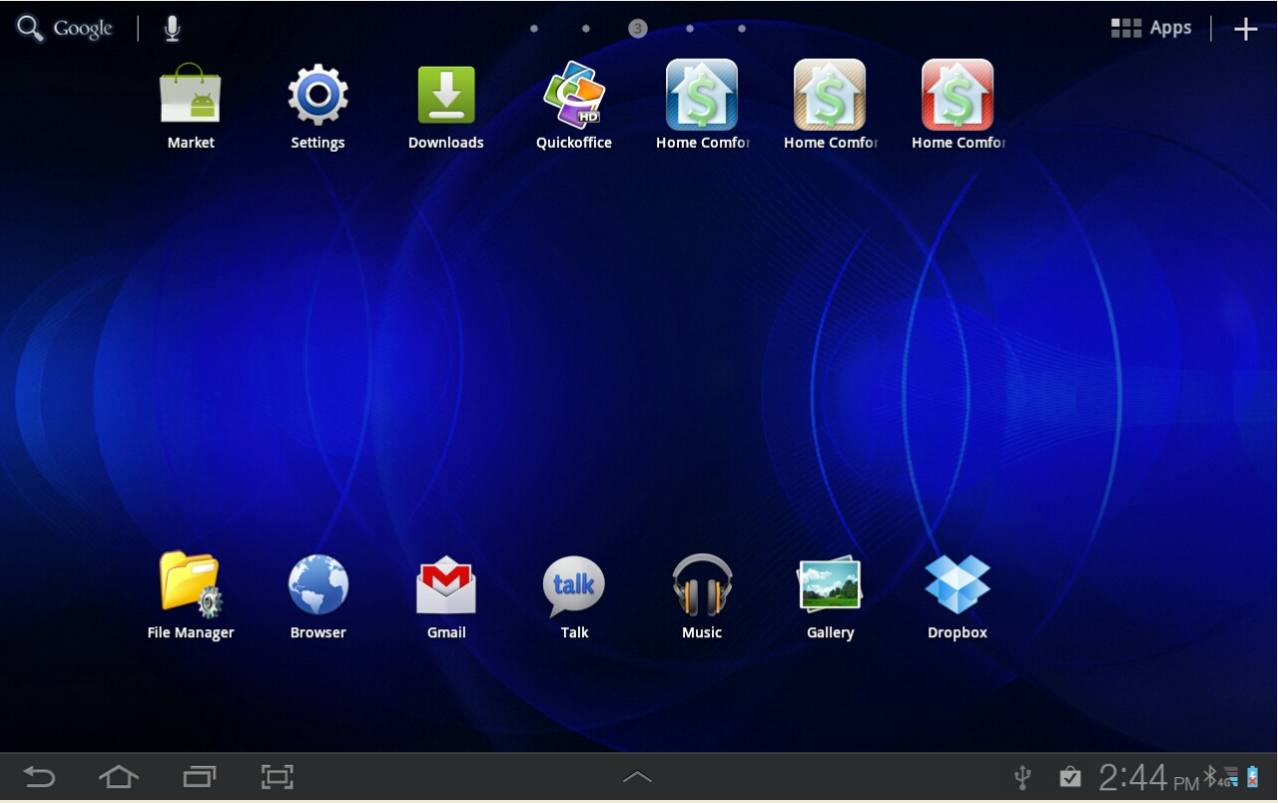 Google
3
Apps
Market
Settings
Downloads
Quickoffice
HD
Home Comfor
Home Comfor
Home Comfor
File Manager
Browser
Gmail
talk
Talk
Music
Gallery
Dropbox
2:44 PM
4G